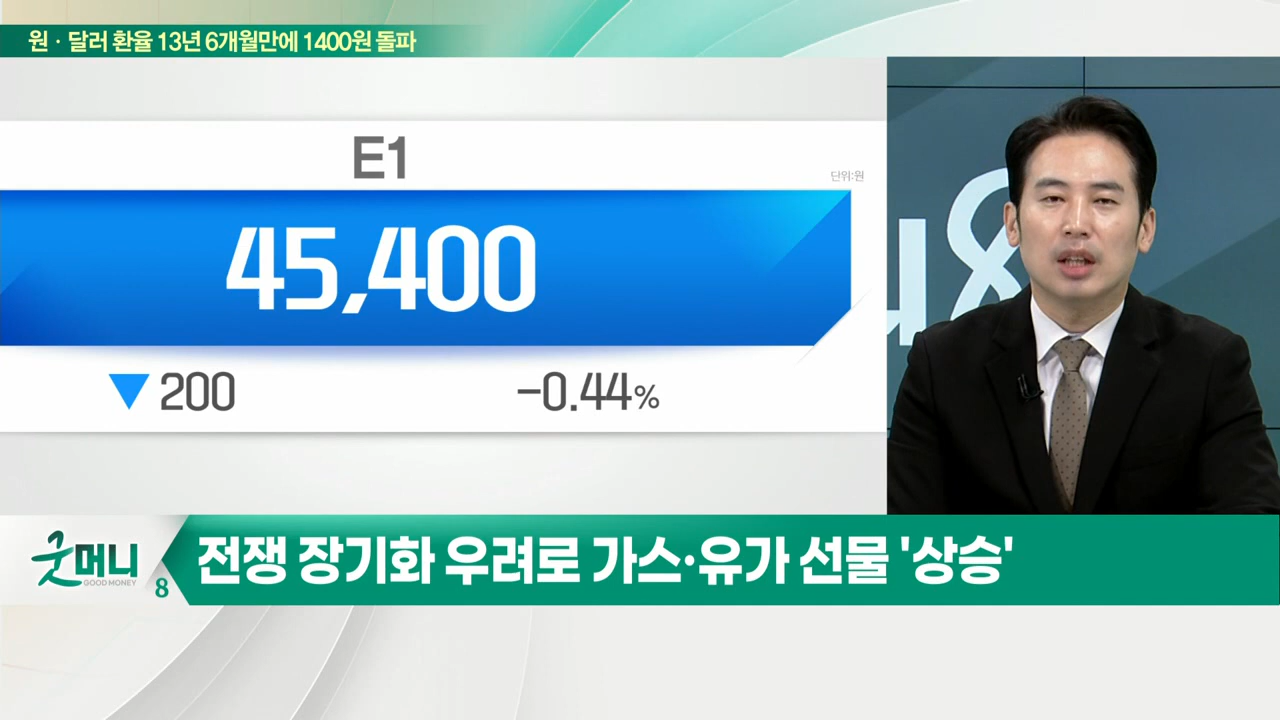 원·달러 환율 13년 6개월만에 1400원 돌파
E1
단위:원
45,400
▼200 -0.44%
굿머니
GOOD MONEY
8
전쟁 장기화 우려로 가스·유가 선물 '상승'